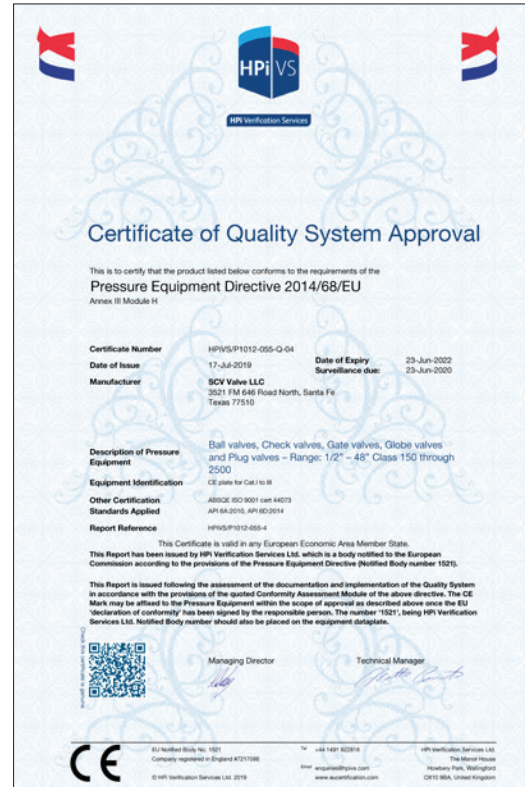 HPi VS
HPi Verification Services
Certificate of Quality System Approval
This is to certify that the product listed below conforms to the requirements of the
Pressure Equipment Directive 2014/68/EU
Annex III Module H
Certificate Number HPiVS/P1012-055-Q-04
Date of Issue 17-Jul-2019 Date of Expiry 23-Jun-2022
Surveillance due: 23-Jun-2020
Manufacturer SCV Valve LLC
3521 FM 646 Road North, Santa Fe
Texas 77510
Description of Pressure Equipment Ball valves, Check valves, Gate valves, Globe valves
and Plug valves – Range: 1/2" – 48" Class 150 through
2500
Equipment Identification CE plate for Cat.I to III
Other Certification ABSQE ISO 9001 cert 44073
Standards Applied API 6A:2010, API 6D:2014
Report Reference HPiVS/P1012-055-4
This Certificate is valid in any European Economic Area Member State.
This Report has been issued by HPi Verification Services Ltd. which is a body notified to the European
Commission according to the provisions of the Pressure Equipment Directive (Notified Body number 1521).
This Report is issued following the assessment of the documentation and implementation of the Quality System
in accordance with the provisions of the quoted Conformity Assessment Module of the above directive. The CE
Mark may be affixed to the Pressure Equipment within the scope of approval as described above once the EU
'declaration of conformity' has been signed by the responsible person. The number '1521', being HPi Verification
Services Ltd. Notified Body number should also be placed on the equipment dataplate.
Check this certificate is genuine
Managing Director Technical Manager
CE
EU Notified Body No. 1521
Company registered in England #7217086
© HPi Verification Services Ltd. 2019
Tel +44 1491 822818
Email enquiries@hpivs.com
www.eucertification.com
HPi Verification Services Ltd.
The Manor House
Howbery Park, Wallingford
OX10 8BA, United Kingdom